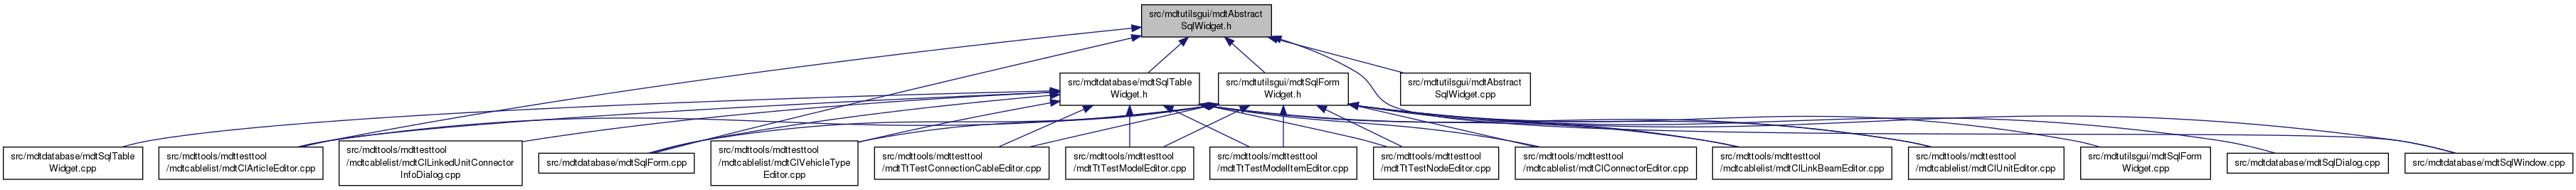 src/mdtutilsgui/mdtAbstract
SqlWidget.h
src/mdtdatabase/mdtSqlTable
Widget.h
src/mdtutilsgui/mdtSqlForm
Widget.h
src/mdtutilsgui/mdtAbstract
SqlWidget.cpp
src/mdtdatabase/mdtSqlTable
Widget.cpp
src/mdttools/mdttesttool
/mdtcablelist/mdtClArticleEditor.cpp
src/mdttools/mdttesttool
/mdtcablelist/mdtClLinkedUnitConnector
InfoDialog.cpp
src/mdtdatabase/mdtSqlForm.cpp
src/mdttools/mdttesttool
/mdtcablelist/mdtClVehicleType
Editor.cpp
src/mdttools/mdttesttool
/mdtTtTestConnectionCableEditor.cpp
src/mdttools/mdttesttool
/mdtTtTestModelEditor.cpp
src/mdttools/mdttesttool
/mdtTtTestModelItemEditor.cpp
src/mdttools/mdttesttool
/mdtTtTestNodeEditor.cpp
src/mdttools/mdttesttool
/mdtcablelist/mdtClConnectorEditor.cpp
src/mdttools/mdttesttool
/mdtcablelist/mdtClLinkBeamEditor.cpp
src/mdttools/mdttesttool
/mdtcablelist/mdtClUnitEditor.cpp
src/mdtutilsgui/mdtSqlForm
Widget.cpp
src/mdtdatabase/mdtSqlDialog.cpp
src/mdtdatabase/mdtSqlWindow.cpp